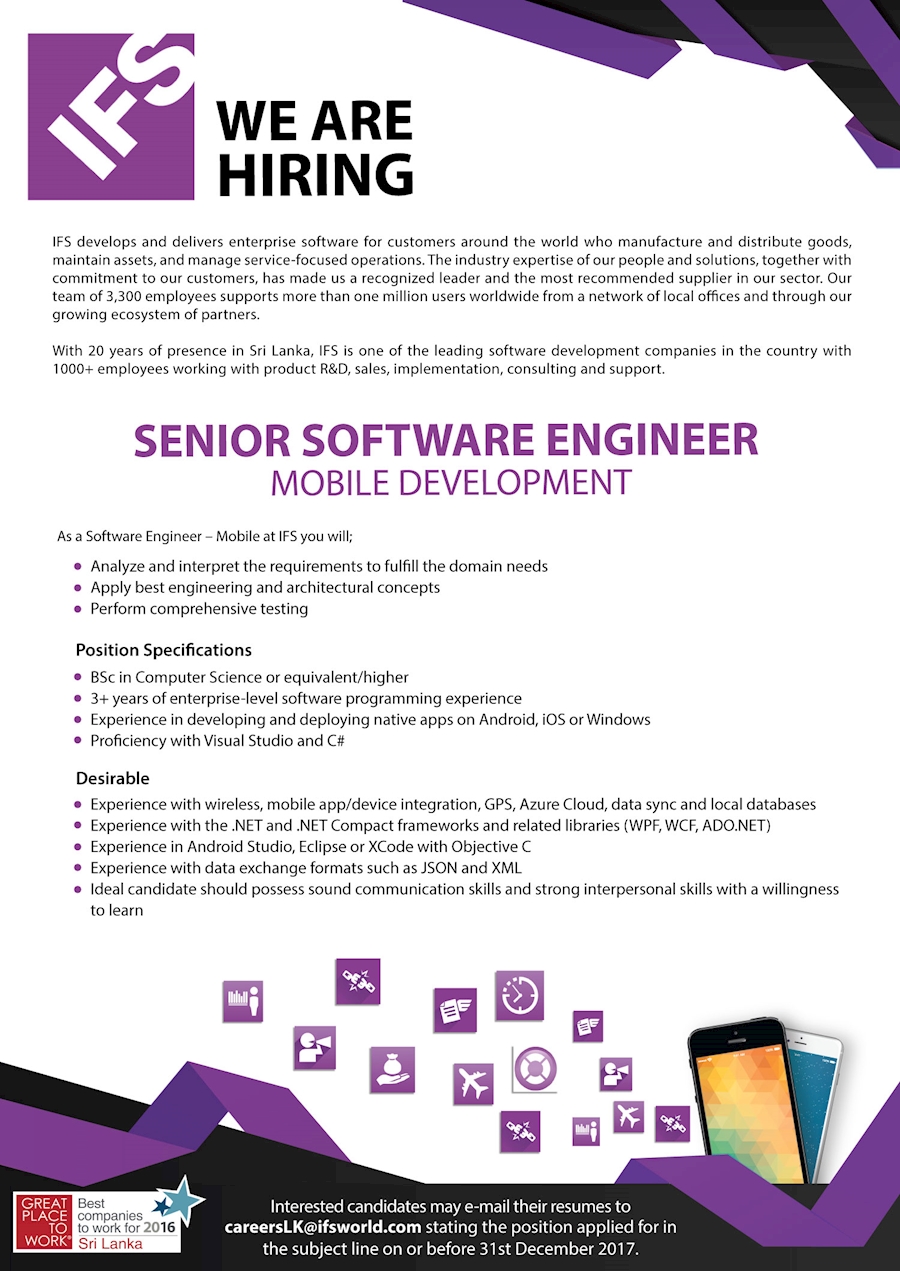 IFS
WE ARE
HIRING
IFS develops and delivers enterprise software for customers around the world who manufacture and distribute goods,
maintain assets, and manage service-focused operations. The industry expertise of our people and solutions, together with
commitment to our customers, has made us a recognized leader and the most recommended supplier in our sector. Our
team of 3,300 employees supports more than one million users worldwide from a network of local offices and through our
growing ecosystem of partners.
With 20 years of presence in Sri Lanka, IFS is one of the leading software development companies in the country with
1000+ employees working with product R&D, sales, implementation, consulting and support.
SENIOR SOFTWARE ENGINEER
MOBILE DEVELOPMENT
As a Software Engineer – Mobile at IFS you will;
• Analyze and interpret the requirements to fulfill the domain needs
• Apply best engineering and architectural concepts
• Perform comprehensive testing
Position Specifications
• BSc in Computer Science or equivalent/higher
• 3+ years of enterprise-level software programming experience
• Experience in developing and deploying native apps on Android, iOS or Windows
• Proficiency with Visual Studio and C#
Desirable
• Experience with wireless, mobile app/device integration, GPS, Azure Cloud, data sync and local databases
• Experience with the .NET and .NET Compact frameworks and related libraries (WPF, WCF, ADO.NET)
• Experience in Android Studio, Eclipse or XCode with Objective C
• Experience with data exchange formats such as JSON and XML
• Ideal candidate should possess sound communication skills and strong interpersonal skills with a willingness
to learn
GREAT
PLACE
TO
WORK®
Best
companies
to work for 2016
Sri Lanka
Interested candidates may e-mail their resumes to
careersLK@ifsworld.com stating the position applied for in
the subject line on or before 31st December 2017.